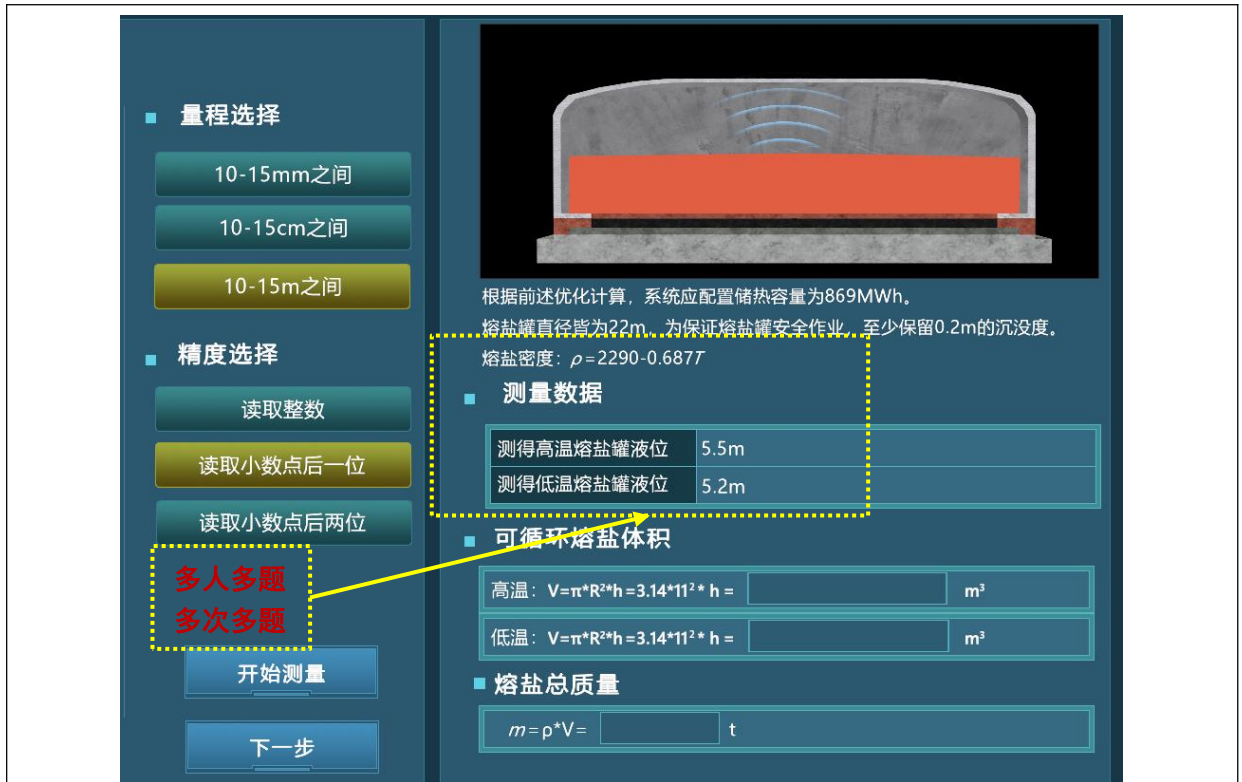 量程选择
10-15mm之间
10-15cm之间
10-15m之间
精度选择
读取整数
读取小数点后一位
读取小数点后两位
多人多题
多次多题
开始测量
下一步
根据前述优化计算，系统应配置储热容量为869MWh。
熔盐罐直径皆为22m，为保证熔盐罐安全作业，至少保留0.2m的沉没度。
熔盐密度：ρ=2290-0.687T
测量数据
测得高温熔盐罐液位 5.5m
测得低温熔盐罐液位 5.2m
可循环熔盐体积
高温：V=π*R²*h=3.14*11²* h = m³
低温：V=π*R²*h=3.14*11²* h = m³
熔盐总质量
m=ρ*V= t